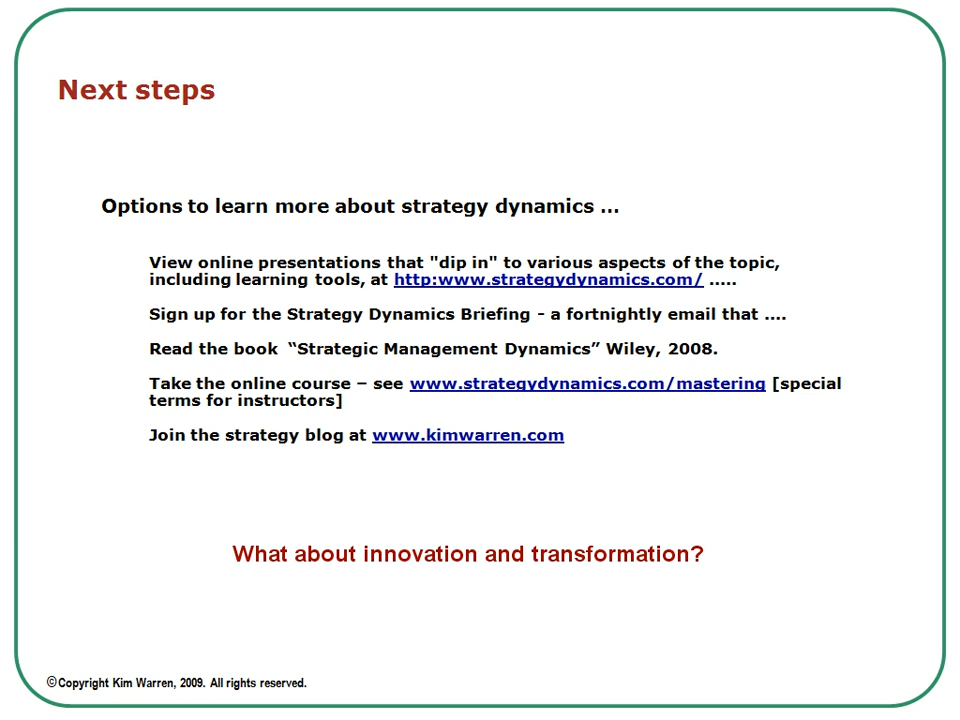 Next steps
Options to learn more about strategy dynamics ...
View online presentations that "dip in" to various aspects of the topic,
including learning tools, at http:www.strategydynamics.com/ .....
Sign up for the Strategy Dynamics Briefing - a fortnightly email that ....
Read the book “Strategic Management Dynamics” Wiley, 2008.
Take the online course – see www.strategydynamics.com/mastering [special
terms for instructors]
Join the strategy blog at www.kimwarren.com
What about innovation and transformation?
©Copyright Kim Warren, 2009. All rights reserved.